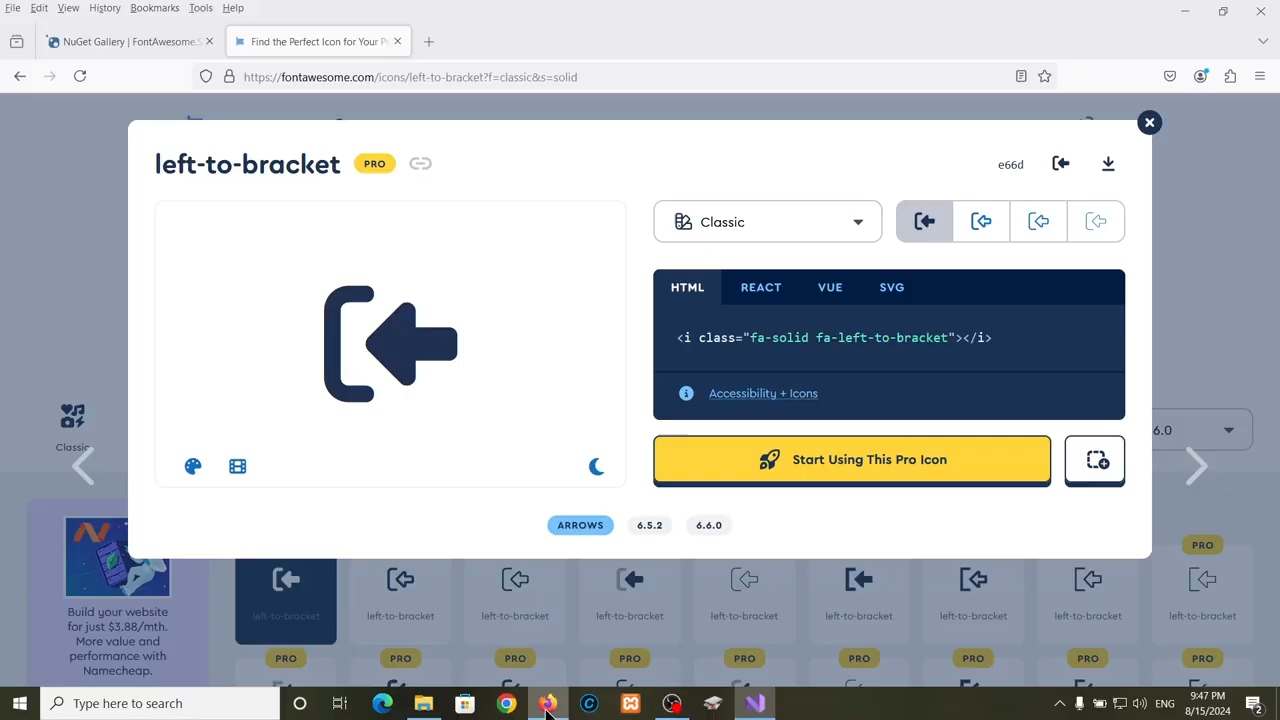 File Edit View History Bookmarks Tools Help
NuGet Gallery | FontAwesome.S
Find the Perfect Icon for Your P
https://fontawesome.com/icons/left-to-bracket?f=classic&s=solid
left-to-bracket PRO e66d
Classic
HTML REACT VUE SVG
<i class="fa-solid fa-left-to-bracket"></i>
Accessibility + Icons
Classic
6.0
Start Using This Pro Icon
ARROWS 6.5.2 6.6.0
PRO
left-to-bracket left-to-bracket left-to-bracket left-to-bracket left-to-bracket left-to-bracket left-to-bracket left-to-bracket left-to-bracket
Build your website
for just $3.88/mth.
More value and
performance with
Namecheap.
PRO PRO PRO PRO PRO PRO PRO PRO PRO
Type here to search
ENG
9:47 PM
8/15/2024
2